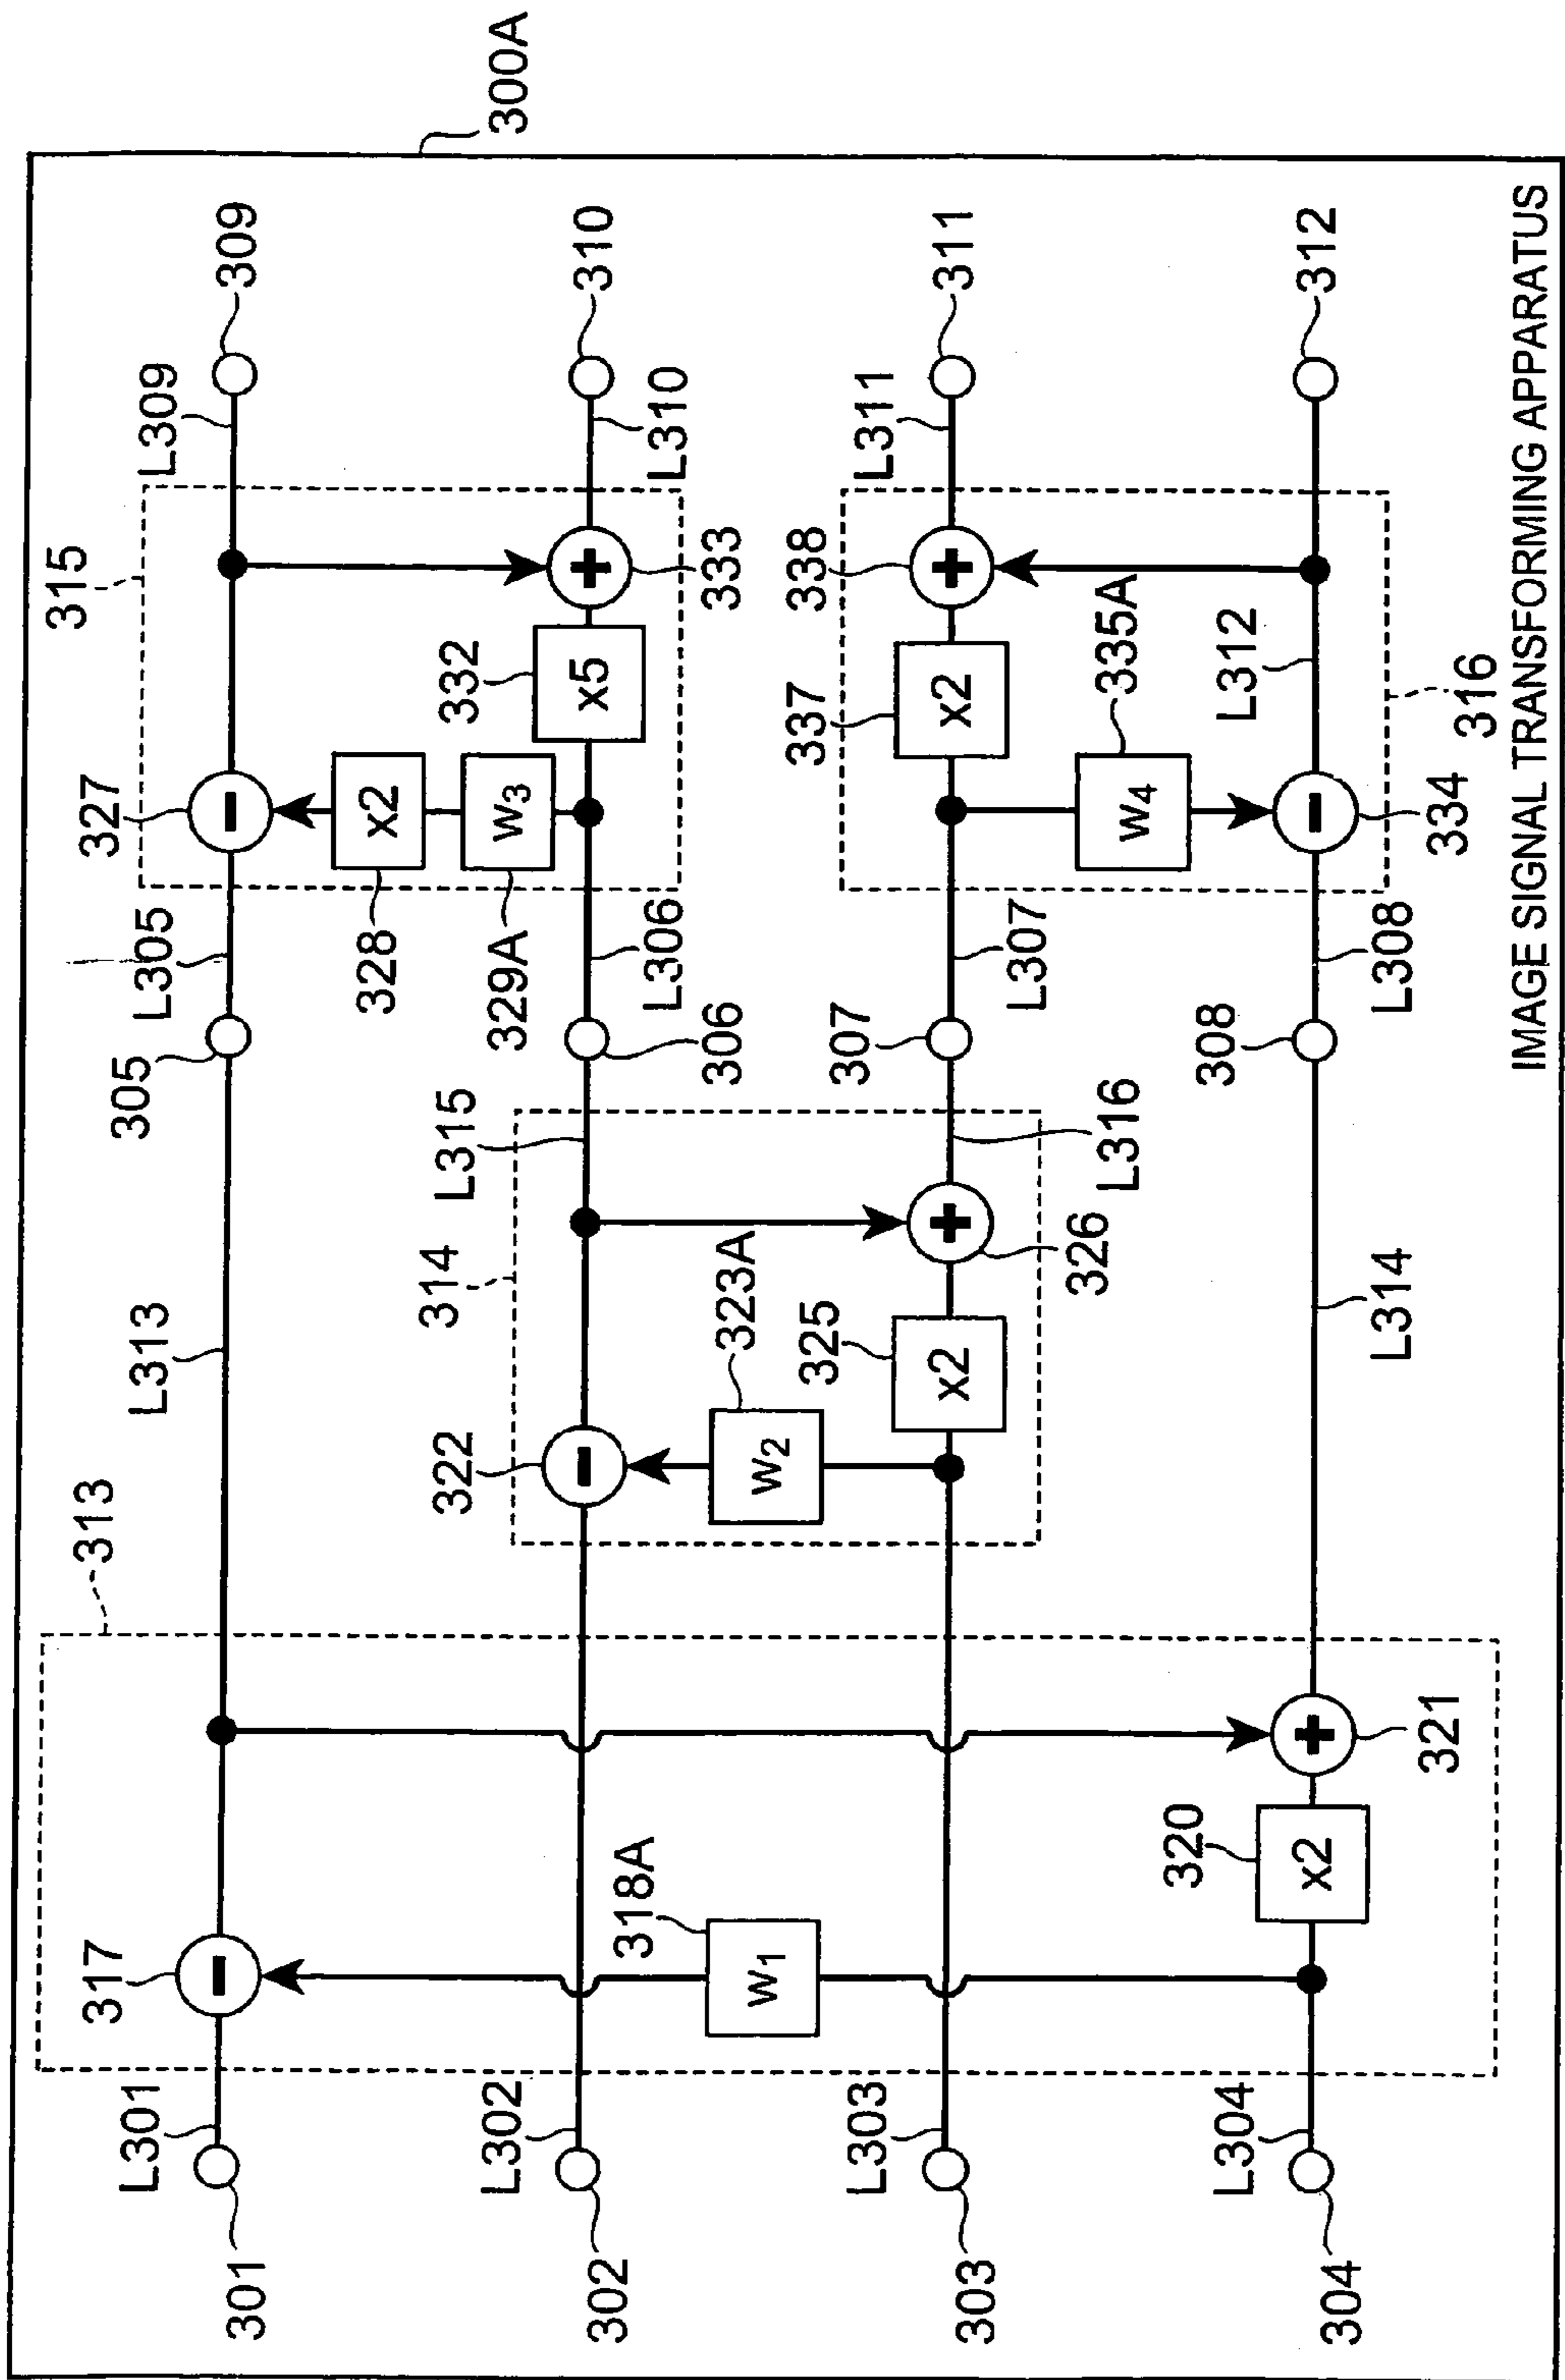 300A
313
L313
315
L309
309
317
327
L301
301
305
L305
x2
328
W3
329A
332
x5
333
310
L310
322
314
L315
L306
306
L302
302
318A
W1
W2
323A
325
x2
326
L316
307
L307
337
x2
338
L311
311
L303
303
W4
335A
320
x2
321
L314
308
L308
334
L312
316
312
L304
304
IMAGE SIGNAL TRANSFORMING APPARATUS